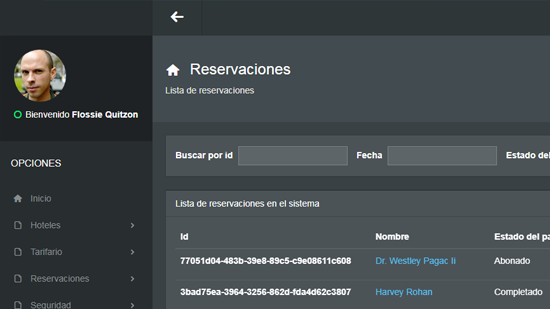 Bienvenido Flossie Quitzon
OPCIONES
Inicio
Hoteles
Tarifario
Reservaciones
Seguridad
Reservaciones
Lista de reservaciones
Buscar por id Fecha Estado del
Lista de reservaciones en el sistema
Id Nombre Estado del pa
77051d04-483b-39e8-89c5-c9e08611c608 Dr. Westley Pagac Ii Abonado
3bad75ea-3964-3256-862d-fda4d62c3807 Harvey Rohan Completado